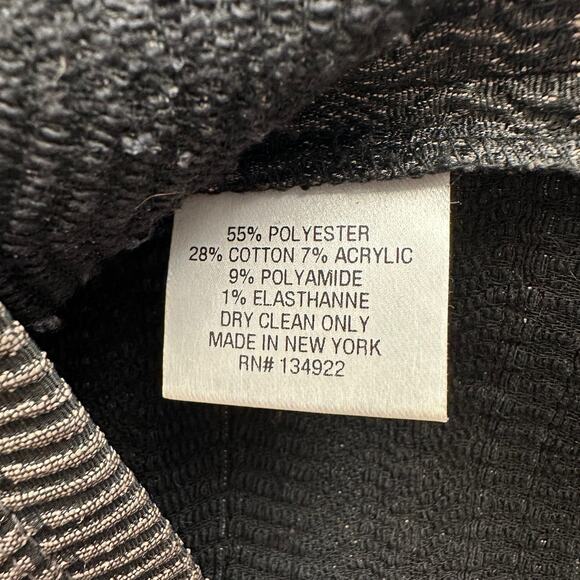 55% POLYESTER
28% COTTON 7% ACRYLIC
9% POLYAMIDE
1% ELASTHANNE
DRY CLEAN ONLY
MADE IN NEW YORK
RN# 134922